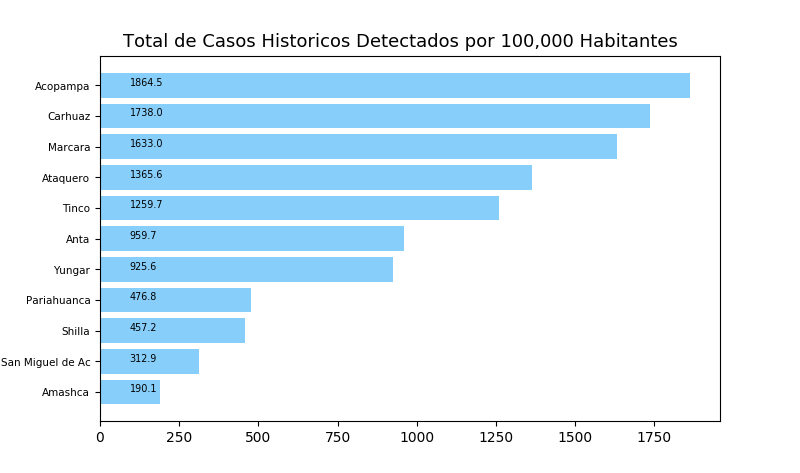 Total de Casos Historicos Detectados por 100,000 Habitantes
Acopampa 1864.5
Carhuaz 1738.0
Marcara 1633.0
Ataquero 1365.6
Tinco 1259.7
Anta 959.7
Yungar 925.6
Pariahuanca 476.8
Shilla 457.2
San Miguel de Ac 312.9
Amashca 190.1
0 250 500 750 1000 1250 1500 1750